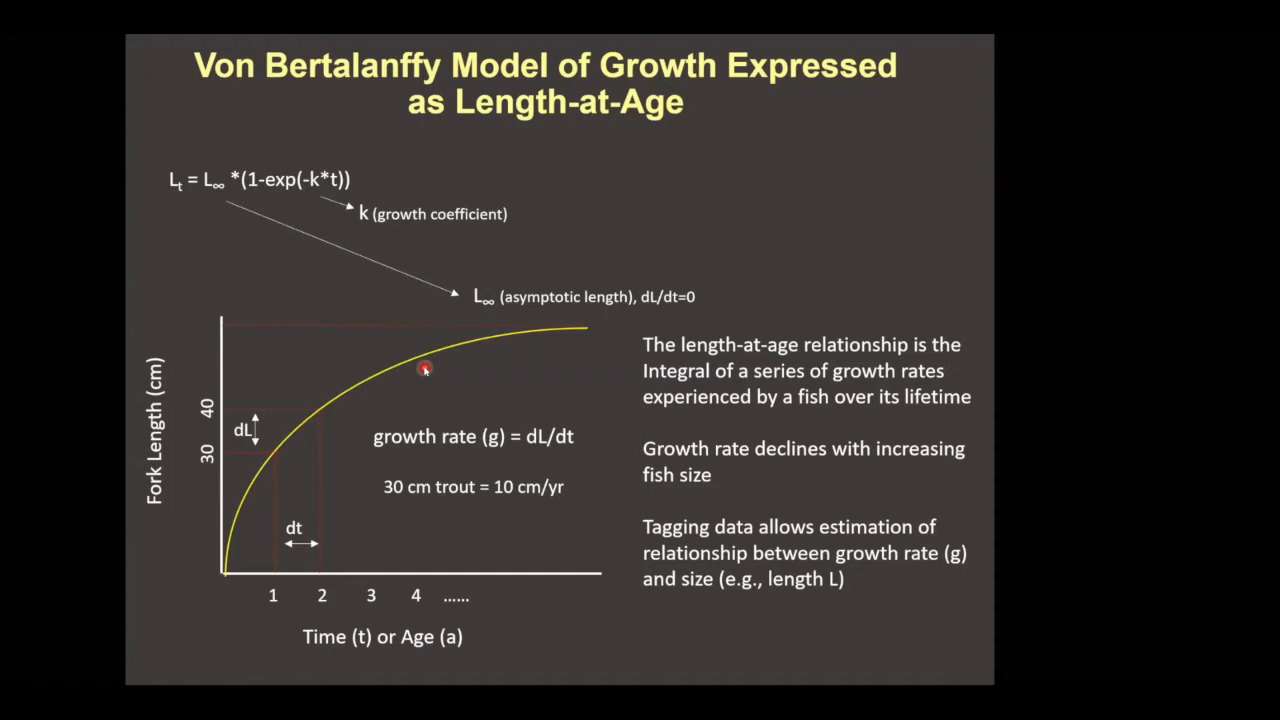 Von Bertalanffy Model of Growth Expressed
as Length-at-Age
Lt = L∞ *(1-exp(-k*t))
k (growth coefficient)
L∞ (asymptotic length), dL/dt=0
Fork Length (cm)
40
30
dL
dt
growth rate (g) = dL/dt
30 cm trout = 10 cm/yr
1 2 3 4 ......
Time (t) or Age (a)
The length-at-age relationship is the
Integral of a series of growth rates
experienced by a fish over its lifetime
Growth rate declines with increasing
fish size
Tagging data allows estimation of
relationship between growth rate (g)
and size (e.g., length L)